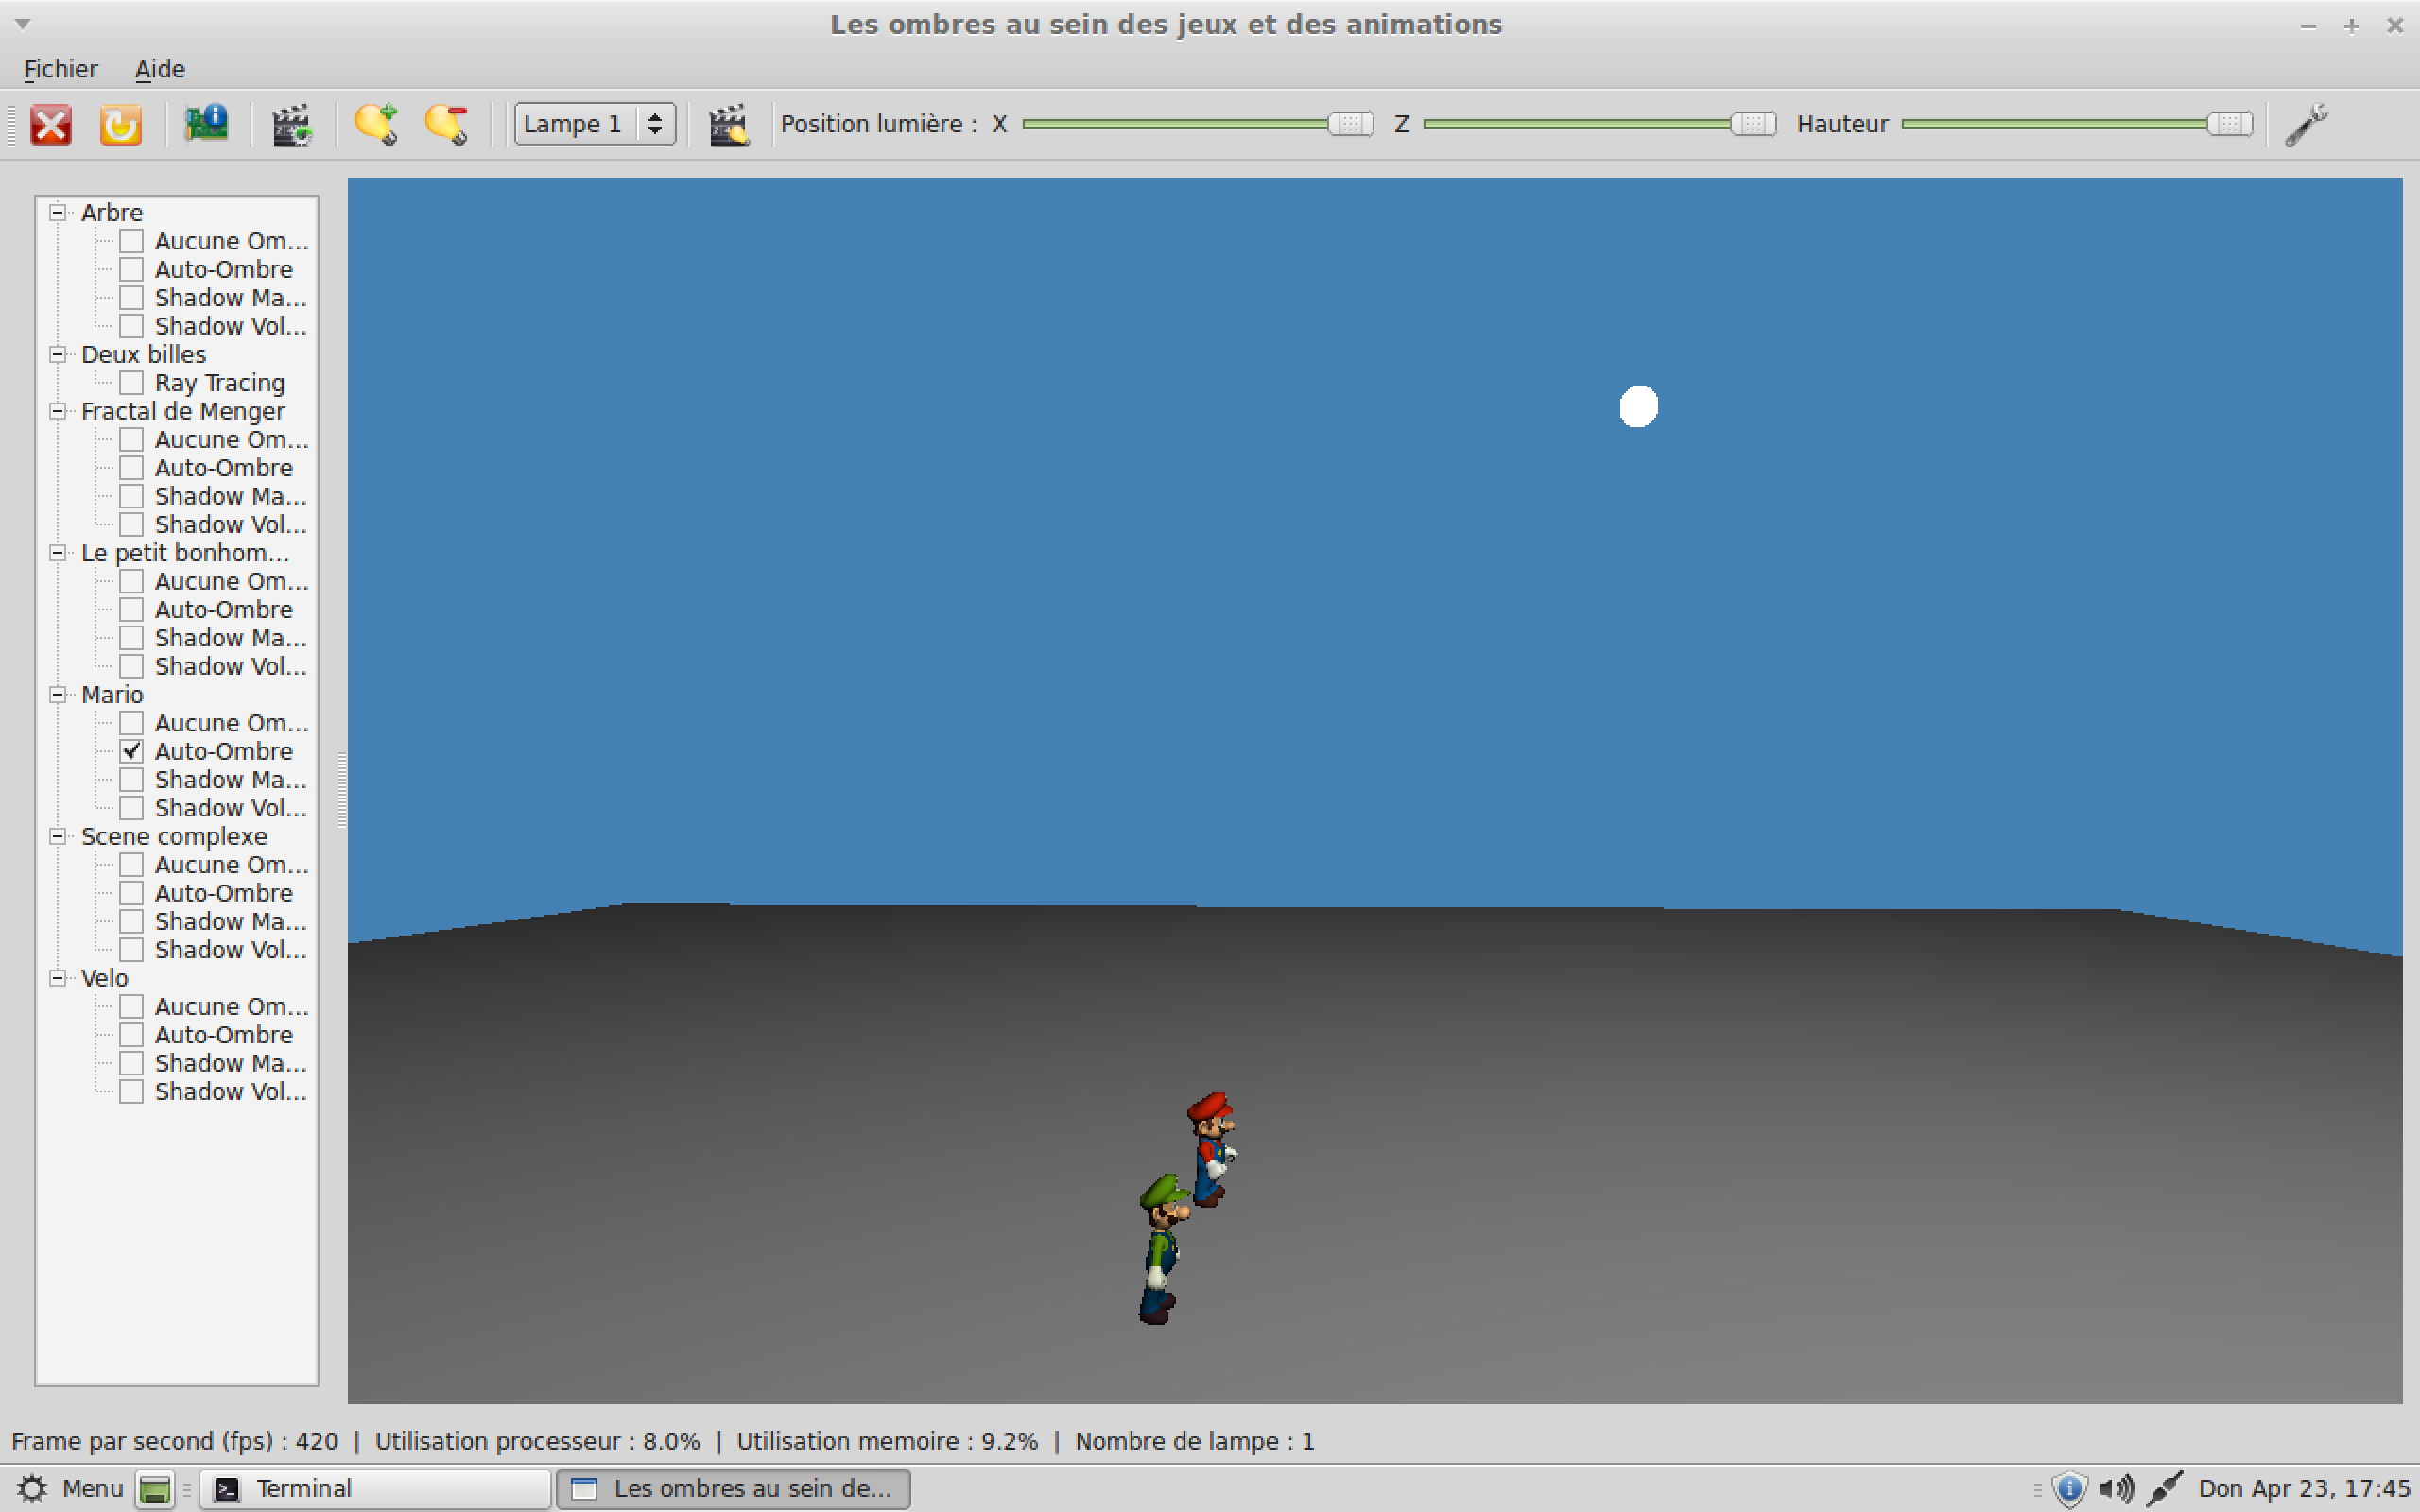 Les ombres au sein des jeux et des animations
Fichier Aide
Lampe 1 Position lumière : X Z Hauteur
Arbre
Aucune Om...
Auto-Ombre
Shadow Ma...
Shadow Vol...
Deux billes
Ray Tracing
Fractal de Menger
Aucune Om...
Auto-Ombre
Shadow Ma...
Shadow Vol...
Le petit bonhom...
Aucune Om...
Auto-Ombre
Shadow Ma...
Shadow Vol...
Mario
Aucune Om...
Auto-Ombre
Shadow Ma...
Shadow Vol...
Scene complexe
Aucune Om...
Auto-Ombre
Shadow Ma...
Shadow Vol...
Velo
Aucune Om...
Auto-Ombre
Shadow Ma...
Shadow Vol...
Frame par second (fps) : 420 | Utilisation processeur : 8.0% | Utilisation memoire : 9.2% | Nombre de lampe : 1
Menu Terminal Les ombres au sein de... Don Apr 23, 17:45